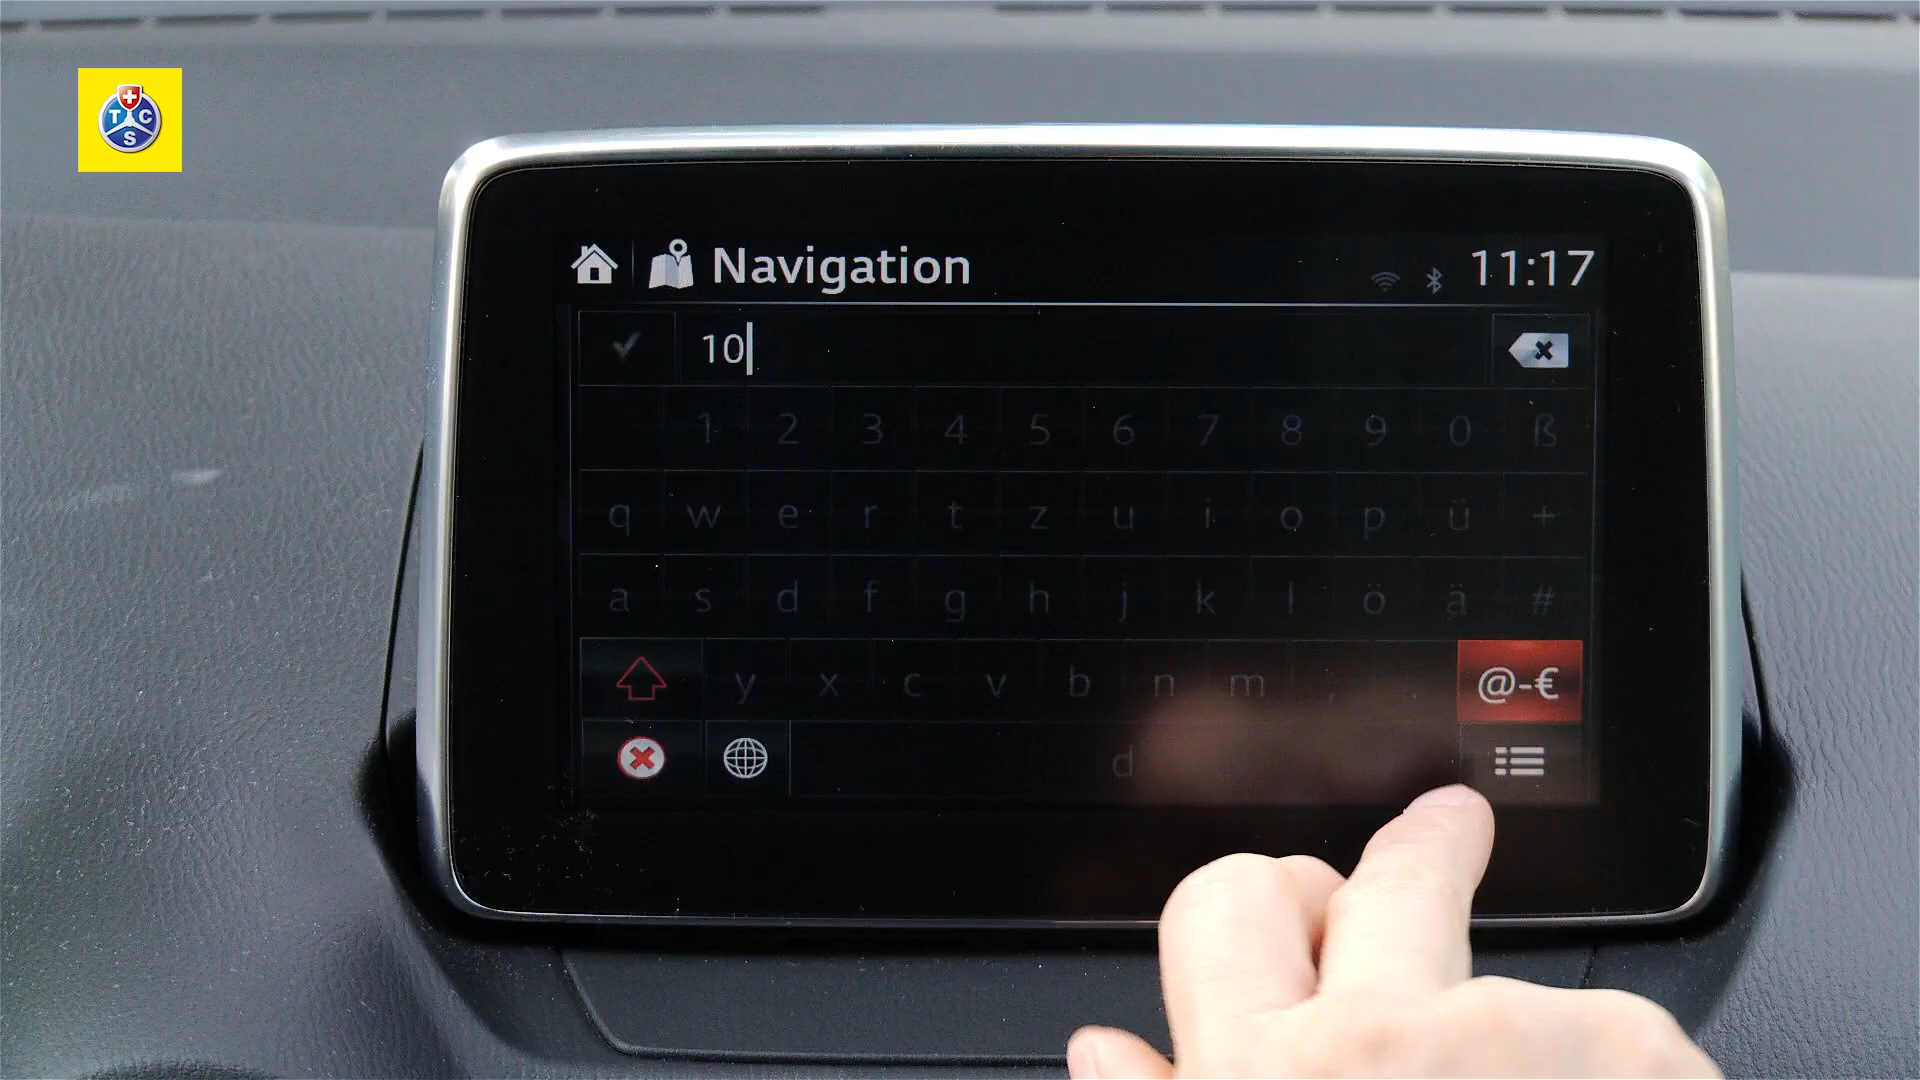 TCS
Navigation 11:17
10
1 2 3 4 5 6 7 8 9 0 ß
q w e r t z u i o p ü +
a s d f g h j k l ö ä #
y x c v b n m , . @-€
d